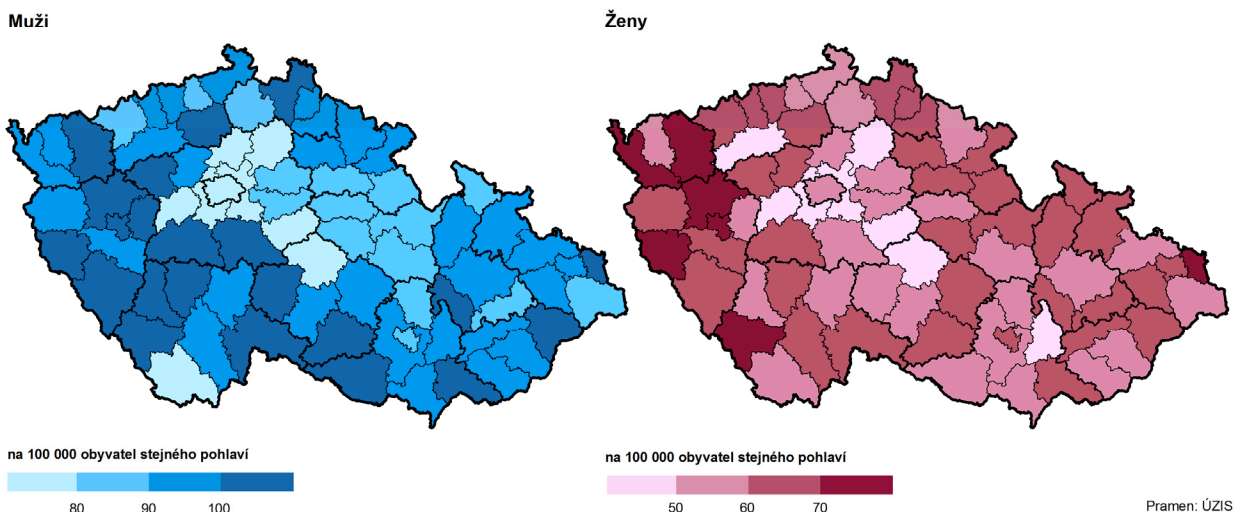 Muži
Ženy
na 100 000 obyvatel stejného pohlaví
80 90 100
na 100 000 obyvatel stejného pohlaví
50 60 70
Pramen: ÚZIS